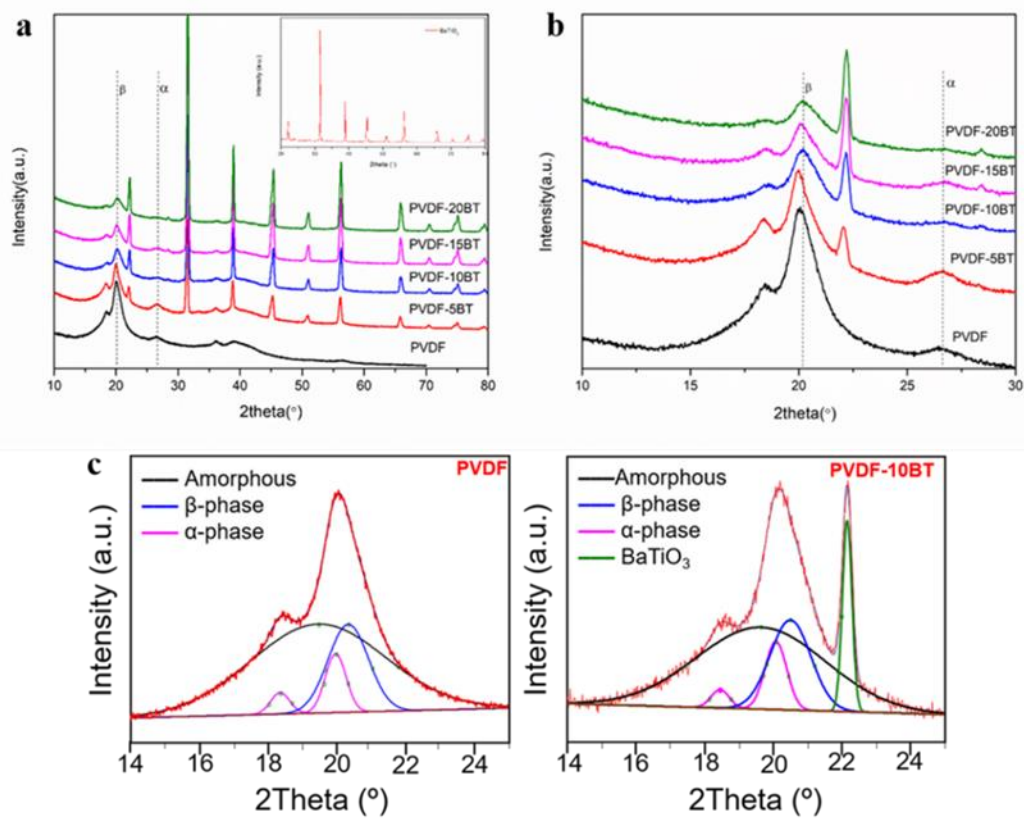 a
β
α
BaTiO₃
Intensity (a.u.)
2theta (°)
PVDF-20BT
PVDF-15BT
PVDF-10BT
PVDF-5BT
PVDF
Intensity(a.u.)
10 20 30 40 50 60 70 80
2theta(°)
b
β
α
PVDF-20BT
PVDF-15BT
PVDF-10BT
PVDF-5BT
PVDF
Intensity(a.u.)
10 15 20 25 30
2theta(°)
c
PVDF
Amorphous
β-phase
α-phase
Intensity (a.u.)
14 16 18 20 22 24
2Theta (º)
PVDF-10BT
Amorphous
β-phase
α-phase
BaTiO₃
Intensity (a.u.)
14 16 18 20 22 24
2Theta (º)